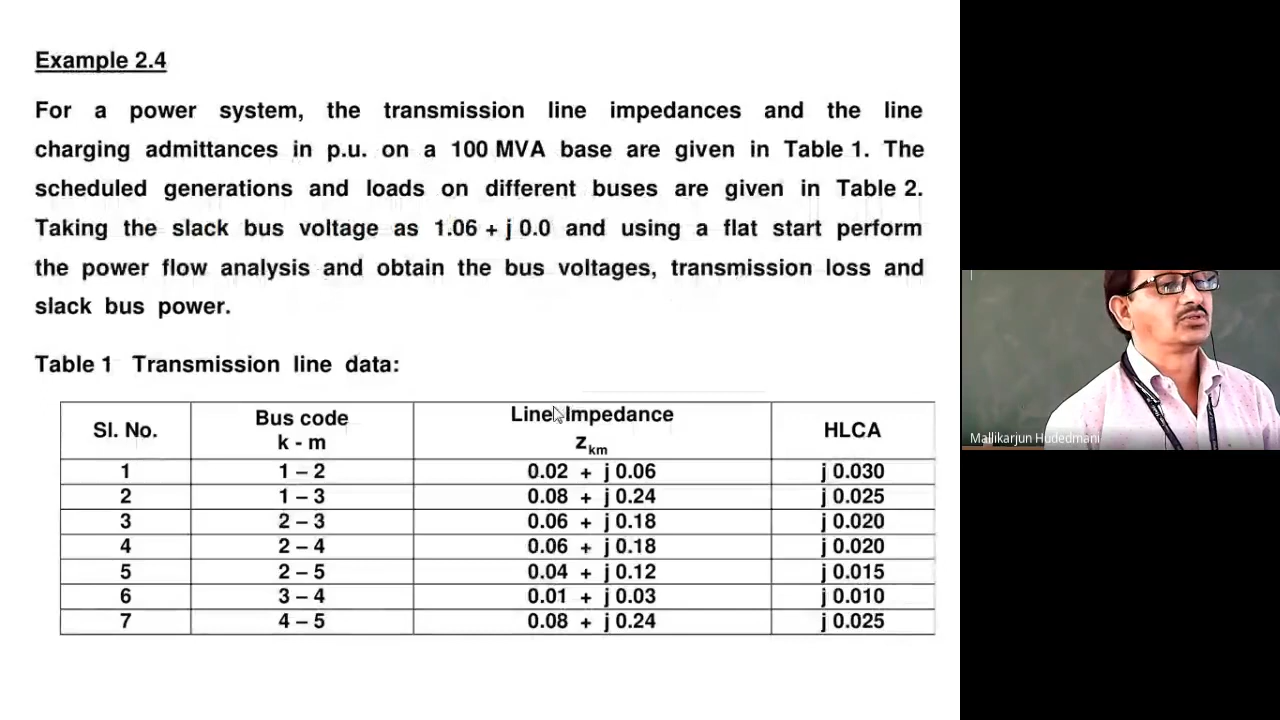 Example 2.4
For a power system, the transmission line impedances and the line
charging admittances in p.u. on a 100 MVA base are given in Table 1. The
scheduled generations and loads on different buses are given in Table 2.
Taking the slack bus voltage as 1.06 + j 0.0 and using a flat start perform
the power flow analysis and obtain the bus voltages, transmission loss and
slack bus power.
Table 1 Transmission line data:
Sl. No. Bus code k - m Line Impedance z km HLCA
1 1 – 2 0.02 + j 0.06 j 0.030
2 1 – 3 0.08 + j 0.24 j 0.025
3 2 – 3 0.06 + j 0.18 j 0.020
4 2 – 4 0.06 + j 0.18 j 0.020
5 2 – 5 0.04 + j 0.12 j 0.015
6 3 – 4 0.01 + j 0.03 j 0.010
7 4 – 5 0.08 + j 0.24 j 0.025
Mallikarjun Hudedmani